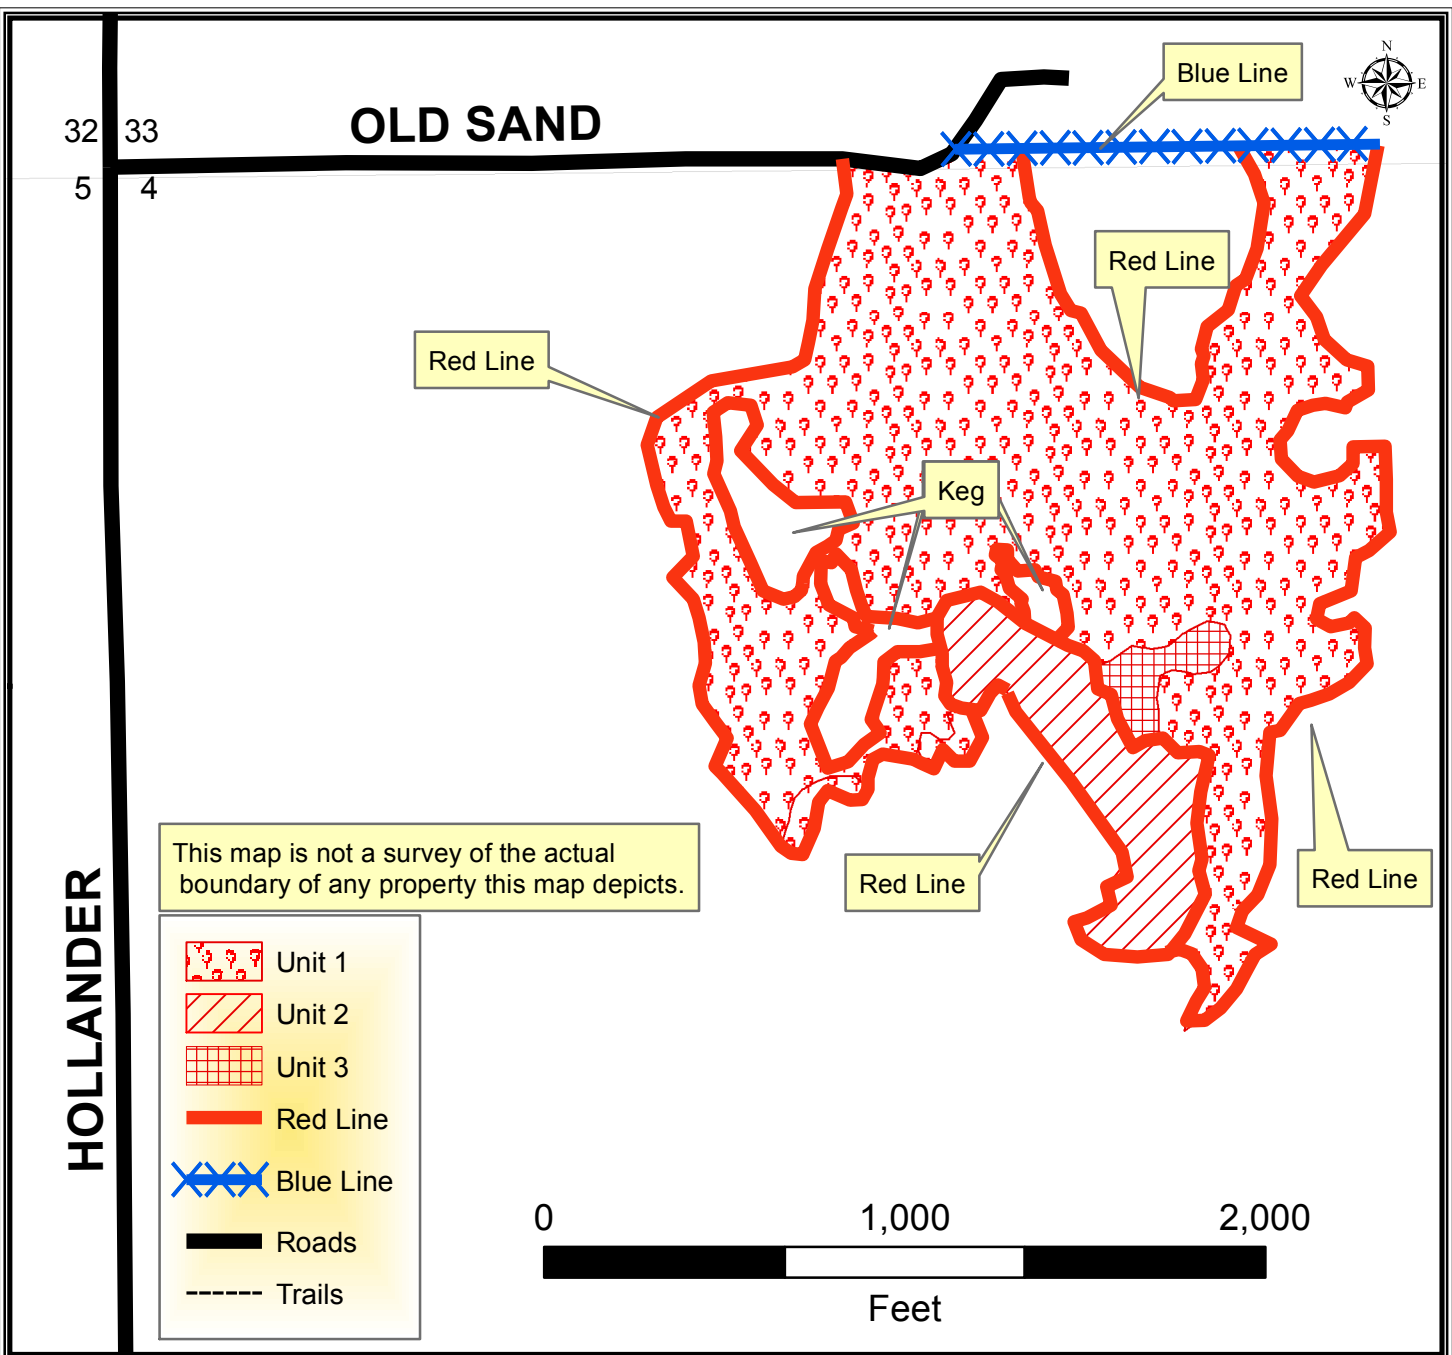 Blue Line
N
W E
S
OLD SAND
32 33
5 4
Red Line
Red Line
Keg
Red Line
Red Line
This map is not a survey of the actual
boundary of any property this map depicts.
HOLLANDER
Unit 1
Unit 2
Unit 3
Red Line
Blue Line
Roads
Trails
0 1,000 2,000
Feet